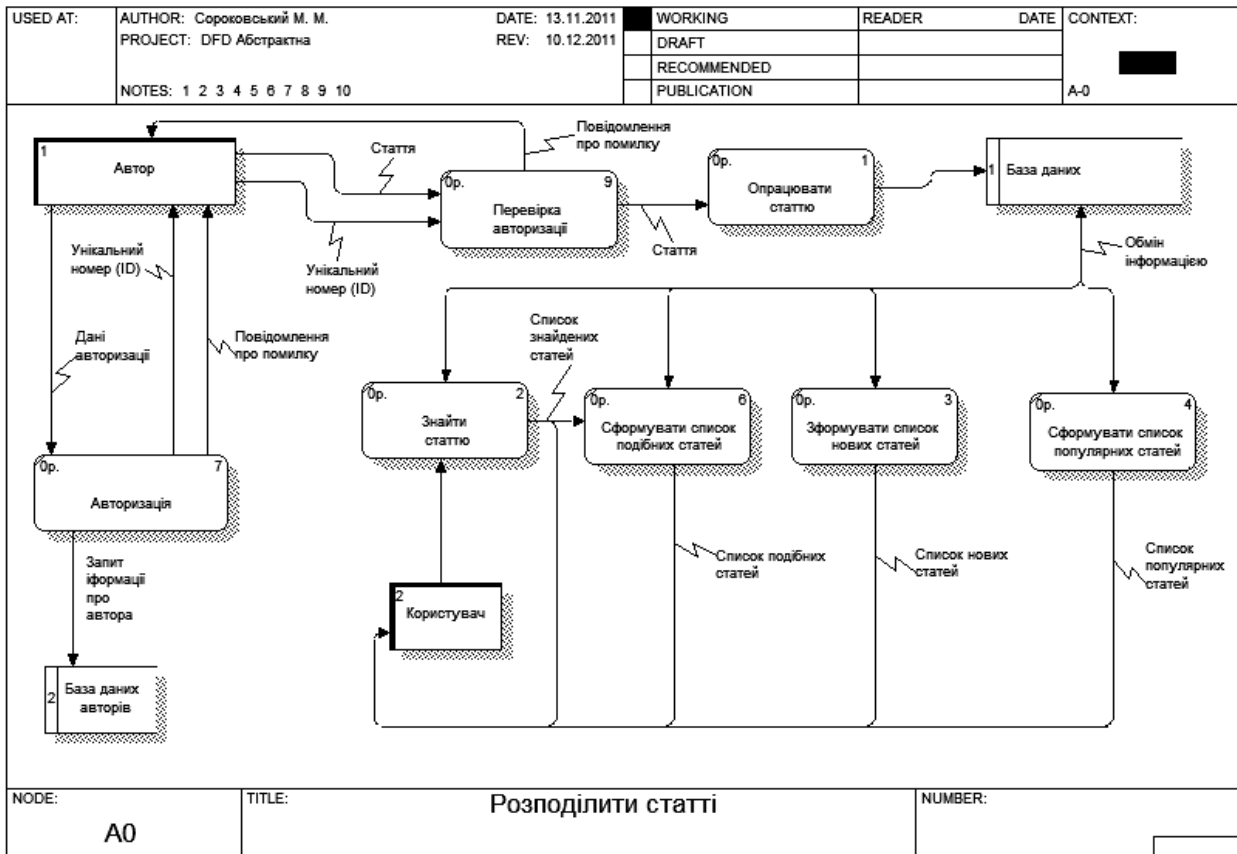 USED AT:
AUTHOR: Сороковський М. М.
DATE: 13.11.2011
PROJECT: DFD Абстрактна
REV: 10.12.2011
NOTES: 1 2 3 4 5 6 7 8 9 10
WORKING
DRAFT
RECOMMENDED
PUBLICATION
READER
DATE
CONTEXT:
A-0
1
Автор
Стаття
Повідомлення
про помилку
0р.
9
Перевірка
авторизації
0р.
1
Опрацювати
статтю
1
База даних
Стаття
Унікальний
номер (ID)
Унікальний
номер (ID)
Обмін
інформацією
Дані
авторизації
Повідомлення
про помилку
Список
знайдених
статей
0р.
2
Знайти
статтю
0р.
6
Сформувати список
подібних статей
0р.
3
Зформувати список
нових статей
0р.
4
Сформувати список
популярних статей
0р.
7
Авторизація
Запит
іформації
про
автора
Список подібних
статей
Список нових
статей
Список
популярних
статей
2
Користувач
2
База даних
авторів
NODE:
A0
TITLE:
Розподілити статті
NUMBER: